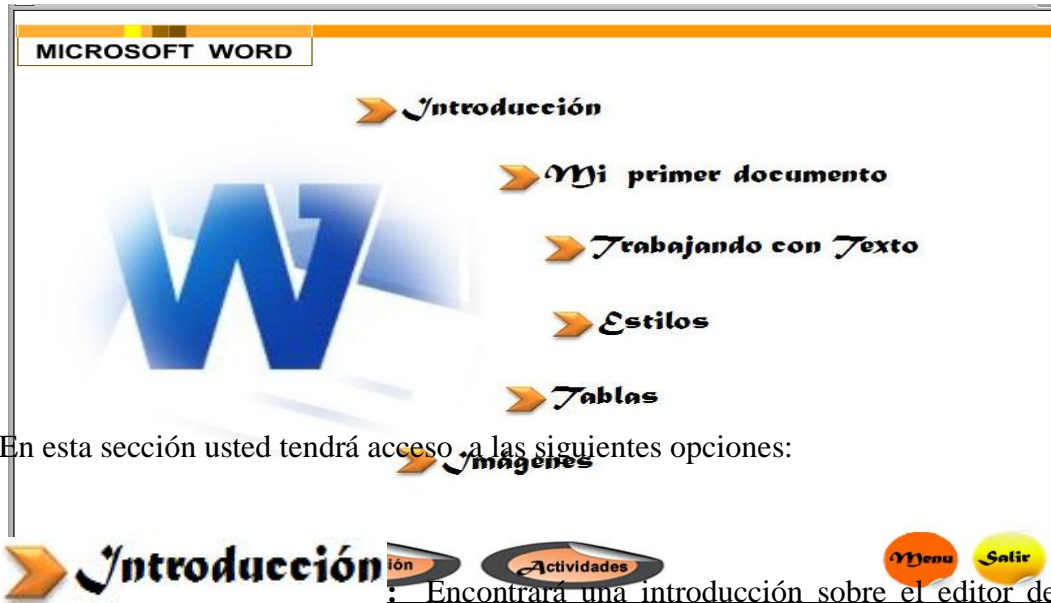 MICROSOFT WORD
Introducción
Mi primer documento
Trabajando con Texto
Estilos
Tablas
En esta sección usted tendrá acceso a las siguientes opciones:
Imágenes
Introducción
ión
Actividades
Menu
Salir
: Encontrará una introducción sobre el editor de